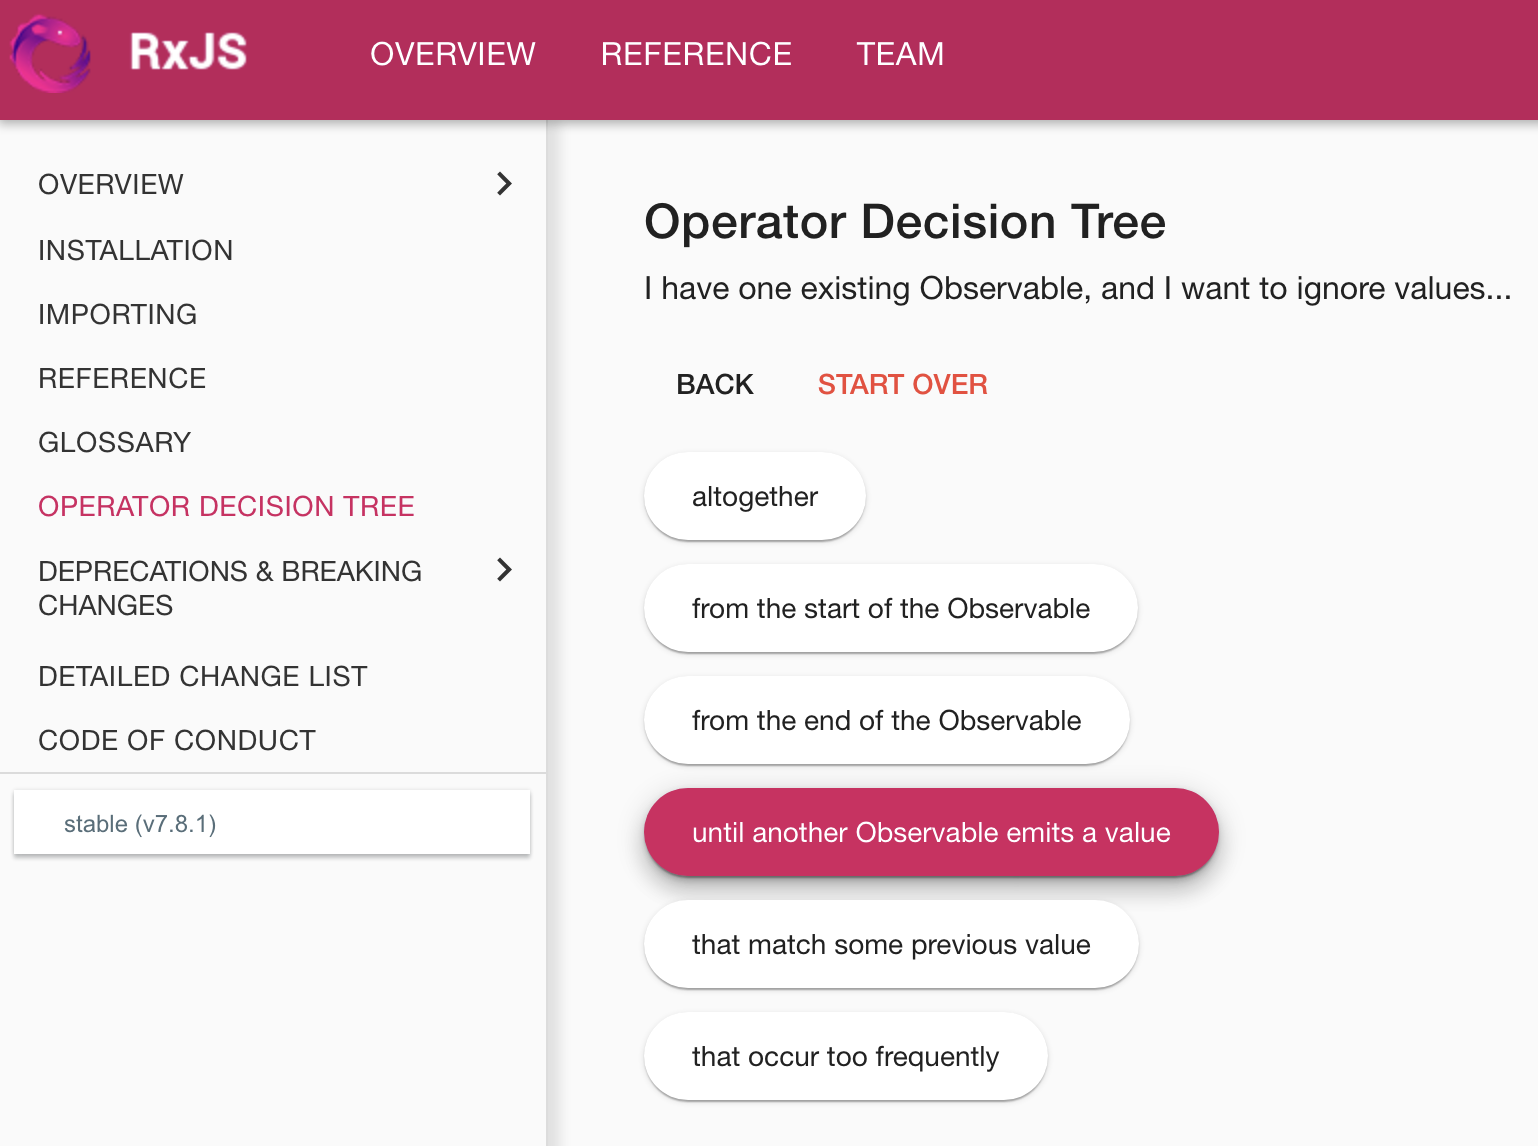 RxJS
OVERVIEW
REFERENCE
TEAM
OVERVIEW
INSTALLATION
IMPORTING
REFERENCE
GLOSSARY
OPERATOR DECISION TREE
DEPRECATIONS & BREAKING
CHANGES
DETAILED CHANGE LIST
CODE OF CONDUCT
stable (v7.8.1)
Operator Decision Tree
I have one existing Observable, and I want to ignore values...
BACK
START OVER
altogether
from the start of the Observable
from the end of the Observable
until another Observable emits a value
that match some previous value
that occur too frequently